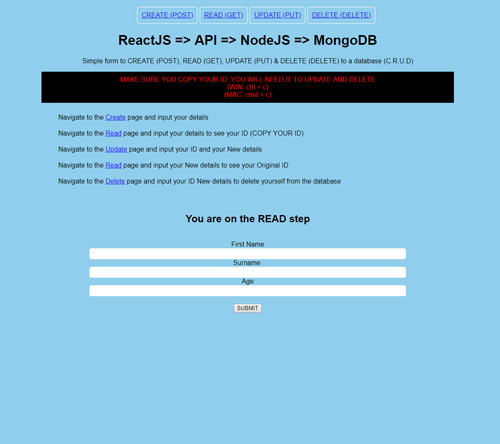 CREATE (POST) READ (GET) UPDATE (PUT) DELETE (DELETE)
ReactJS => API => NodeJS => MongoDB
Simple form to CREATE (POST), READ (GET), UPDATE (PUT) & DELETE (DELETE) to a database (C.R.U.D)
MAKE SURE YOU COPY YOUR ID. YOU WILL NEED IT TO UPDATE AND DELETE
(WIN: ctrl + c)
(MAC: cmd + c)
Navigate to the Create page and input your details
Navigate to the Read page and input your details to see your ID (COPY YOUR ID)
Navigate to the Update page and input your ID and your New details
Navigate to the Read page and input your New details to see your Original ID
Navigate to the Delete page and input your ID New details to delete yourself from the database
You are on the READ step
First Name
Surname
Age
SUBMIT